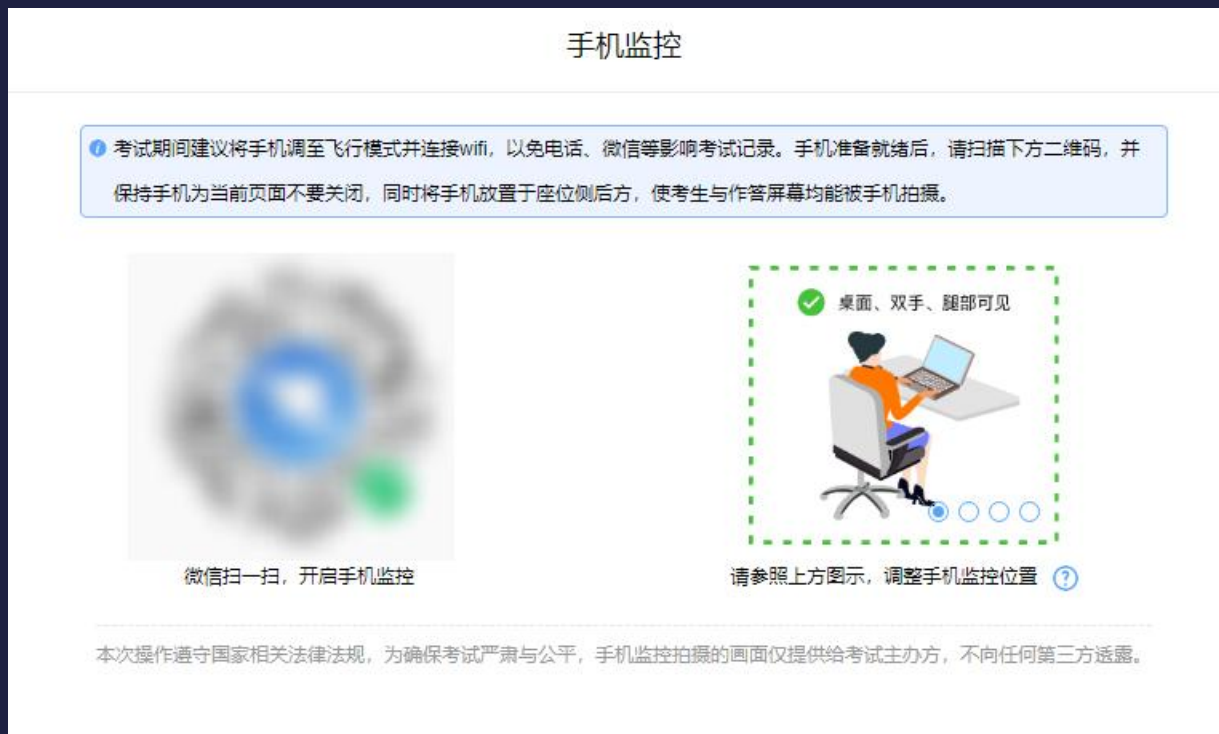 手机监控
考试期间建议将手机调至飞行模式并连接wifi，以免电话、微信等影响考试记录。手机准备就绪后，请扫描下方二维码，并
保持手机为当前页面不要关闭，同时将手机放置于座位侧后方，使考生与作答屏幕均能被手机拍摄。
桌面、双手、腿部可见
微信扫一扫，开启手机监控
请参照上方图示，调整手机监控位置
本次操作遵守国家相关法律法规，为确保考试严肃与公平，手机监控拍摄的画面仅提供给考试主办方，不向任何第三方透露。